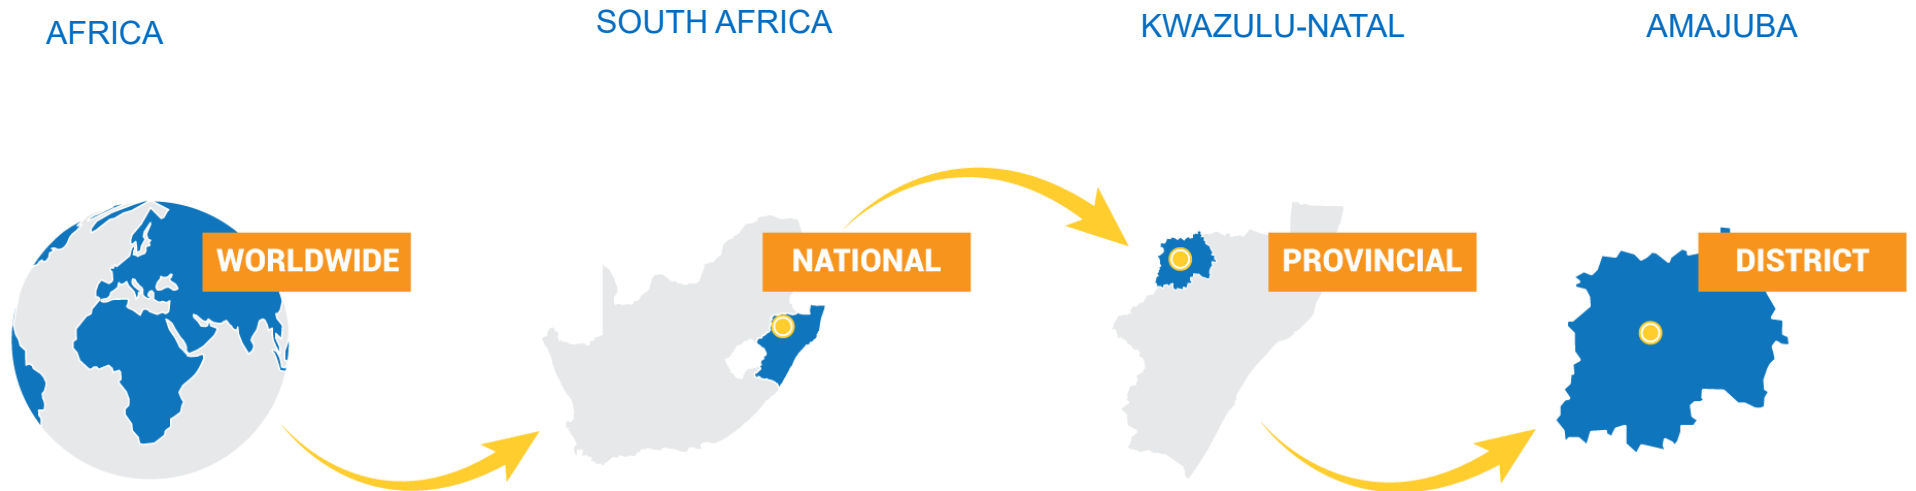 AFRICA
SOUTH AFRICA
KWAZULU-NATAL
AMAJUBA
WORLDWIDE
NATIONAL
PROVINCIAL
DISTRICT